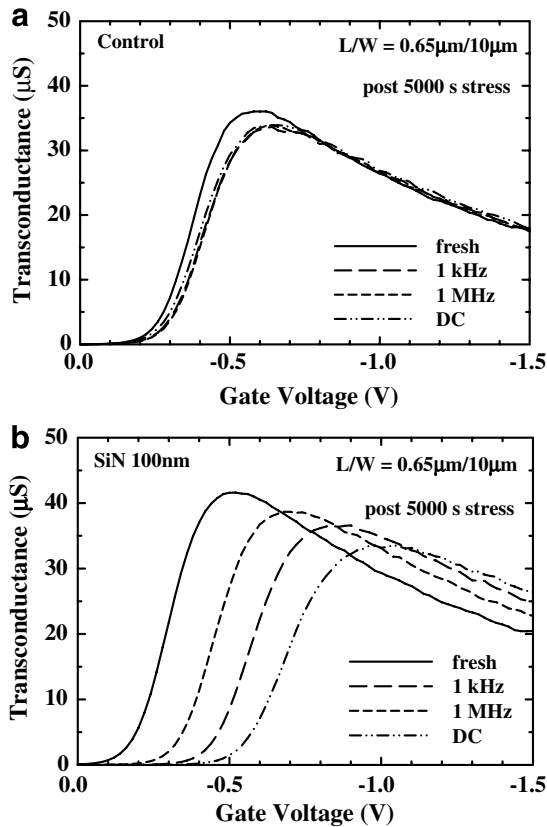 a
Control
L/W = 0.65μm/10μm
post 5000 s stress
Transconductance (μS)
50
40
30
20
10
0
fresh
1 kHz
1 MHz
DC
0.0
-0.5
-1.0
-1.5
Gate Voltage (V)
b
SiN 100nm
L/W = 0.65μm/10μm
post 5000 s stress
Transconductance (μS)
50
40
30
20
10
0
fresh
1 kHz
1 MHz
DC
0.0
-0.5
-1.0
-1.5
Gate Voltage (V)